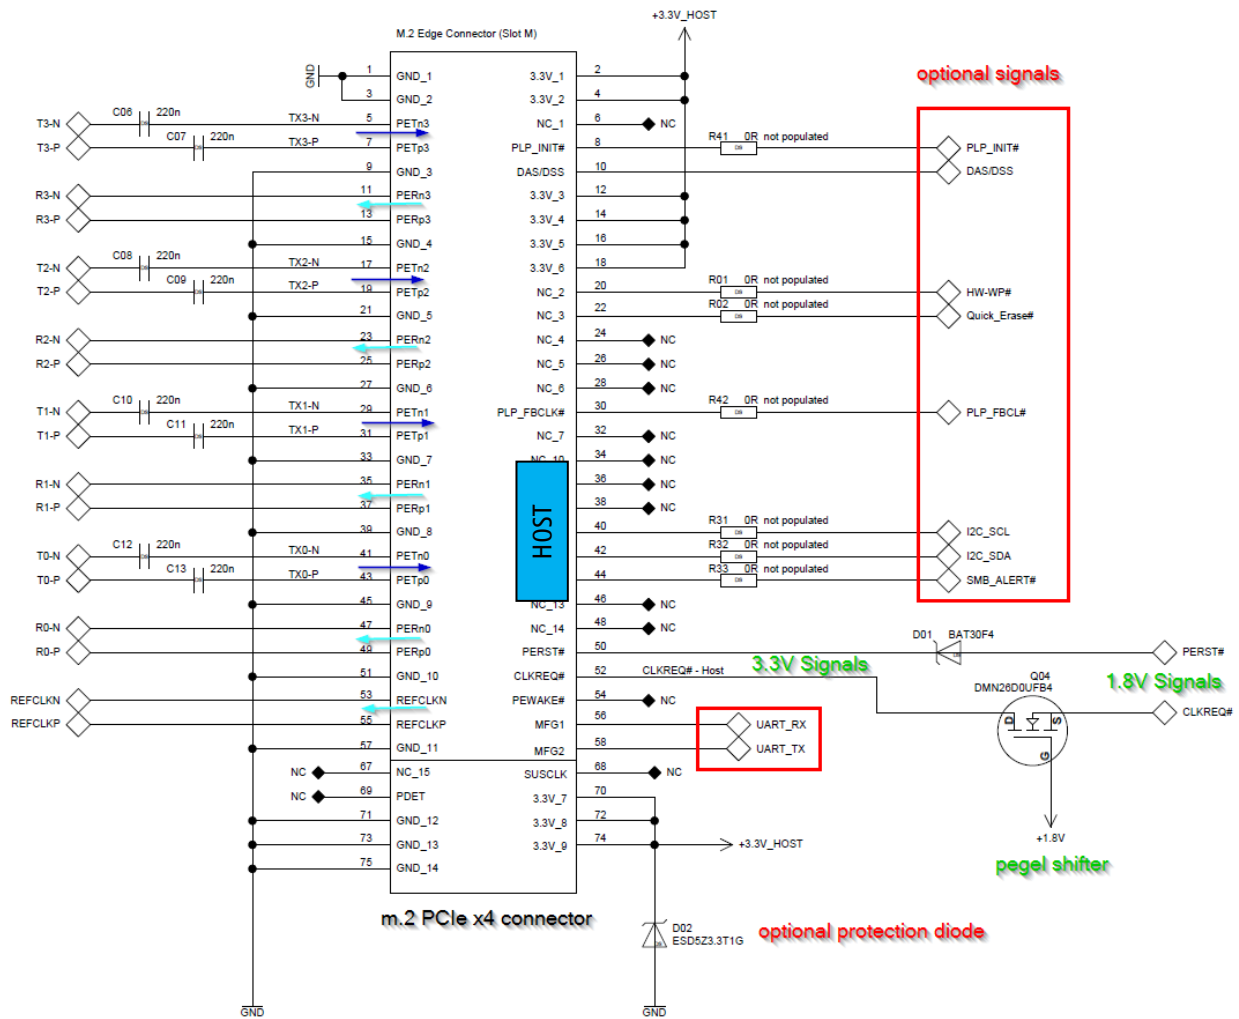 +3.3V_HOST
M.2 Edge Connector (Slot M)
optional signals
GND 1 GND_1 3.3V_1 2
3 GND_2 3.3V_2 4
C06 220n
T3-N TX3-N 5 PETn3 NC_1 6 NC
C07 220n R41 0R not populated
T3-P TX3-P 7 PETp3 PLP_INIT# 8 PLP_INIT#
9 GND_3 DAS/DSS 10 DAS/DSS
R3-N 11 PERn3 3.3V_3 12
R3-P 13 PERp3 3.3V_4 14
15 GND_4 3.3V_5 16
C08 220n
T2-N TX2-N 17 PETn2 3.3V_6 18
C09 220n R01 0R not populated
T2-P TX2-P 19 PETp2 NC_2 20 HW-WP#
R02 0R not populated
21 GND_5 NC_3 22 Quick_Erase#
R2-N 23 PERn2 NC_4 24 NC
R2-P 25 PERp2 NC_5 26 NC
27 GND_6 NC_6 28 NC
C10 220n R42 0R not populated
T1-N TX1-N 29 PETn1 PLP_FBCLK# 30 PLP_FBCL#
C11 220n
T1-P TX1-P 31 PETp1 NC_7 32 NC
33 GND_7 NC_10 34 NC
R1-N 35 PERn1 36 NC
R1-P 37 PERp1 38 NC
HOST
R31 0R not populated
39 GND_8 40 I2C_SCL
C12 220n R32 0R not populated
T0-N TX0-N 41 PETn0 42 I2C_SDA
C13 220n R33 0R not populated
T0-P TX0-P 43 PETp0 44 SMB_ALERT#
45 GND_9 NC_13 46 NC
R0-N 47 PERn0 NC_14 48 NC
D01 BAT30F4
R0-P 49 PERp0 PERST# 50 PERST#
51 GND_10 CLKREQ# 52 CLKREQ# - Host
3.3V Signals
Q04
DMN26D0UFB4
1.8V Signals
REFCLKN 53 REFCLKN PEWAKE# 54 NC
D S CLKREQ#
G
REFCLKP 55 REFCLKP MFG1 56 UART_RX
57 GND_11 MFG2 58 UART_TX
NC 67 NC_15 SUSCLK 68 NC
NC 69 PDET 3.3V_7 70
71 GND_12 3.3V_8 72
73 GND_13 3.3V_9 74 +3.3V_HOST
+1.8V
pegel shifter
75 GND_14
m.2 PCIe x4 connector
D02
ESD5Z3.3T1G
optional protection diode
GND GND